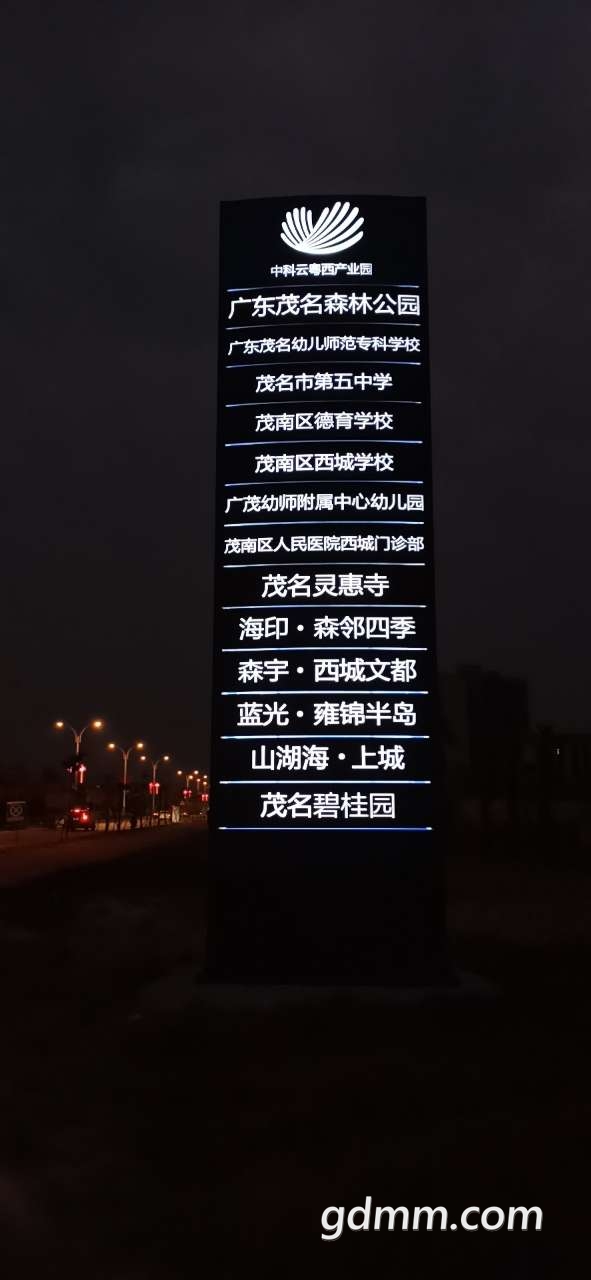 中科云粤西产业园
广东茂名森林公园
广东茂名幼儿师范专科学校
茂名市第五中学
茂南区德育学校
茂南区西城学校
广茂幼师附属中心幼儿园
茂南区人民医院西城门诊部
茂名灵惠寺
海印·森邻四季
森宇·西城文都
蓝光·雍锦半岛
山湖海·上城
茂名碧桂园
gdmm.com